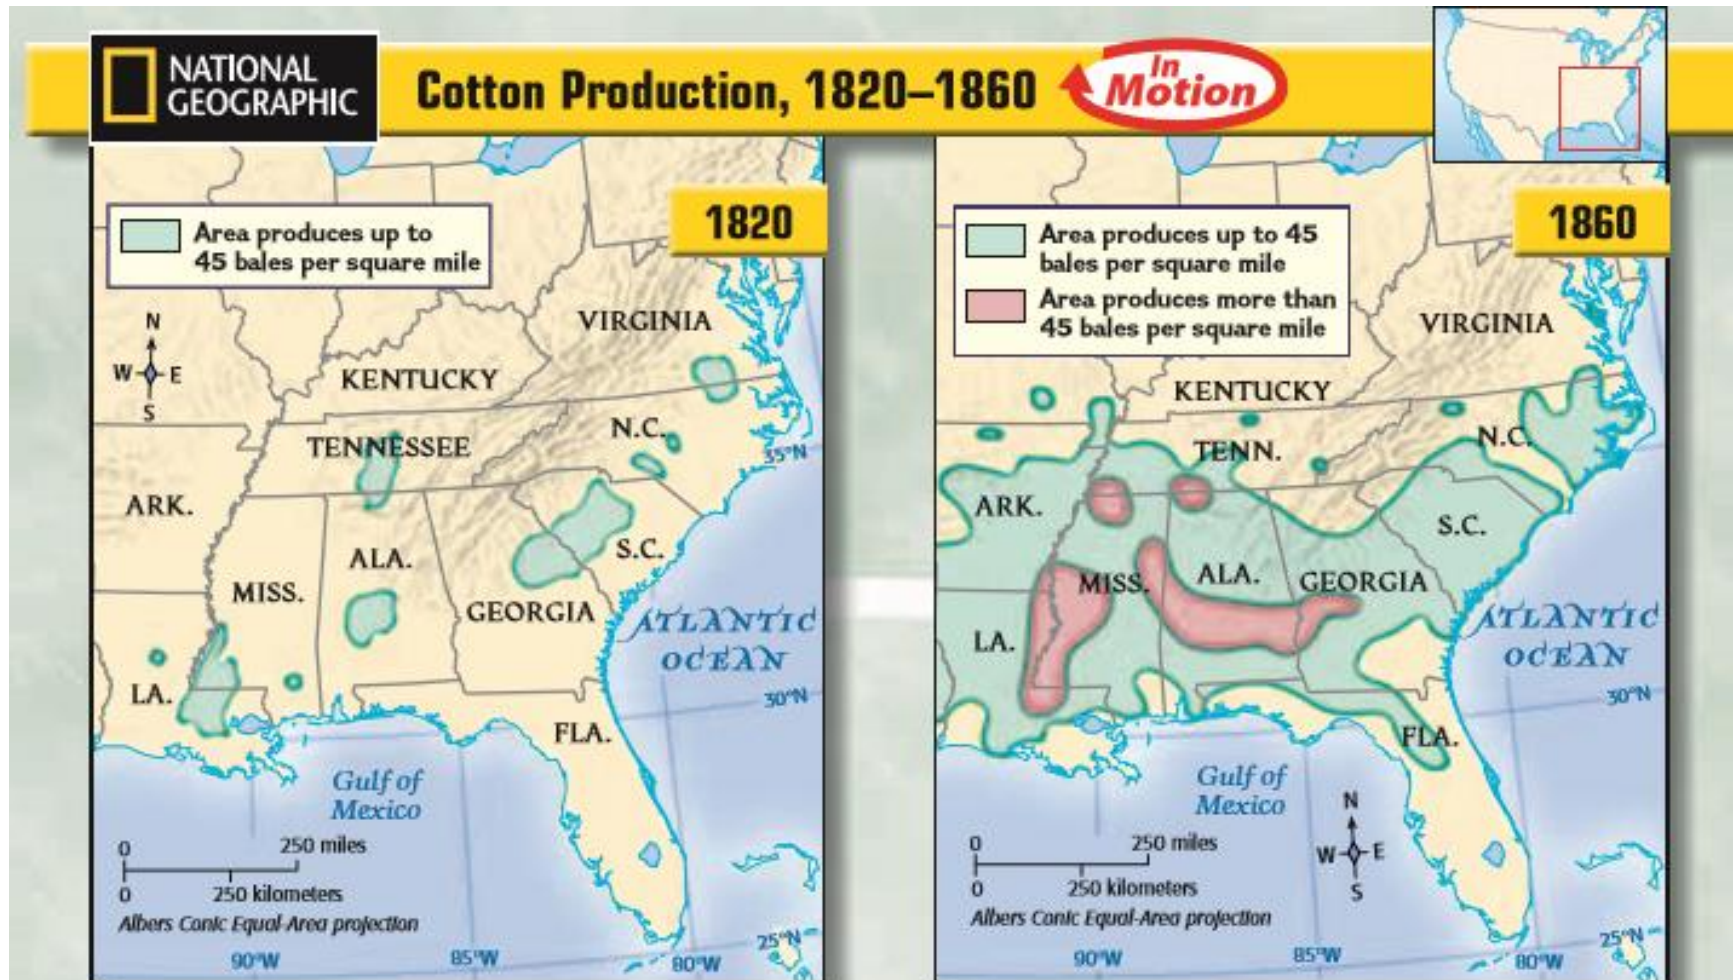 NATIONAL
GEOGRAPHIC
Cotton Production, 1820–1860
In
Motion
1820
Area produces up to
45 bales per square mile
N
W E
S
VIRGINIA
KENTUCKY
TENNESSEE
N.C.
35°N
ARK.
S.C.
ALA.
MISS.
GEORGIA
ATLANTIC
OCEAN
LA.
30°N
FLA.
Gulf of
Mexico
0 250 miles
0 250 kilometers
Albers Conic Equal-Area projection
25°N
90°W 85°W 80°W
1860
Area produces up to 45
bales per square mile
Area produces more than
45 bales per square mile
VIRGINIA
KENTUCKY
TENN.
N.C.
ARK.
S.C.
MISS.
ALA.
GEORGIA
LA.
ATLANTIC
OCEAN
30°N
FLA.
Gulf of
Mexico
N
W E
S
0 250 miles
0 250 kilometers
Albers Conic Equal-Area projection
25°N
90°W 85°W 80°W